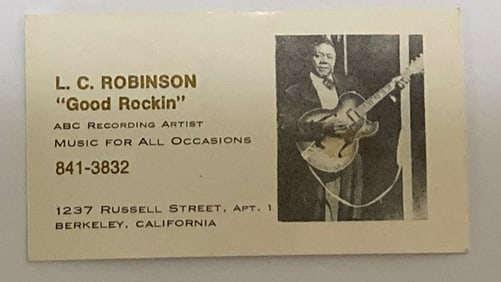 L. C. ROBINSON
"Good Rockin"
ABC RECORDING ARTIST
MUSIC FOR ALL OCCASIONS
841-3832
1237 RUSSELL STREET, APT. 1
BERKELEY, CALIFORNIA